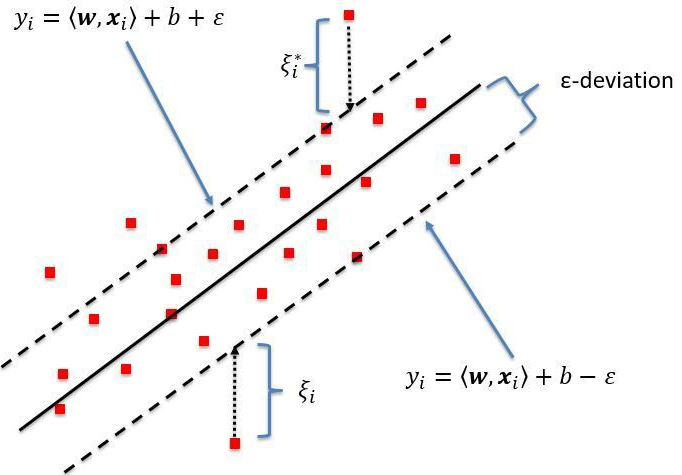 yᵢ = ⟨w, xᵢ⟩ + b + ε
ξᵢ*
ε-deviation
yᵢ = ⟨w, xᵢ⟩ + b − ε
ξᵢ